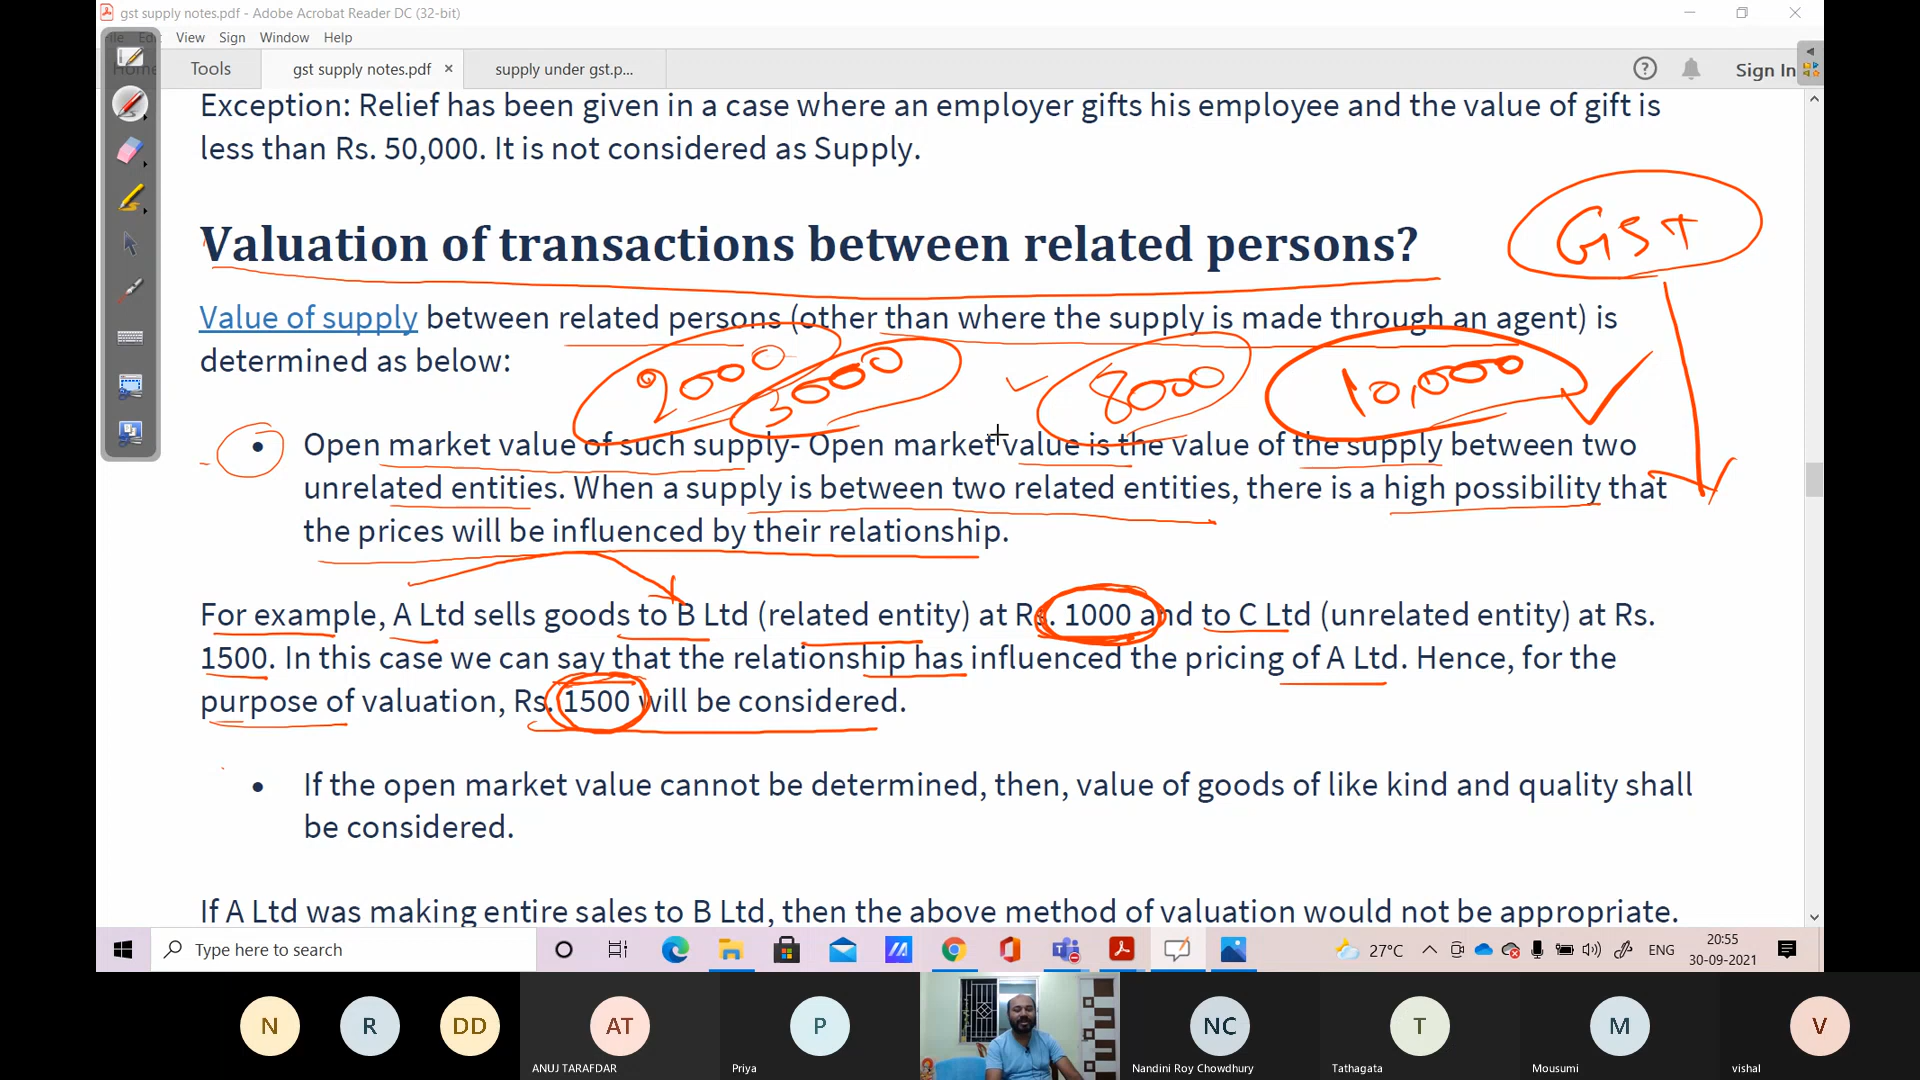 gst supply notes.pdf - Adobe Acrobat Reader DC (32-bit)
View Sign Window Help
Tools gst supply notes.pdf × supply under gst.p... Sign In
Exception: Relief has been given in a case where an employer gifts his employee and the value of gift is
less than Rs. 50,000. It is not considered as Supply.
Valuation of transactions between related persons?
GST
Value of supply between related persons (other than where the supply is made through an agent) is
determined as below:
2000 3000 8000 10,000
• Open market value of such supply- Open market value is the value of the supply between two
unrelated entities. When a supply is between two related entities, there is a high possibility that
the prices will be influenced by their relationship.
For example, A Ltd sells goods to B Ltd (related entity) at Rs. 1000 and to C Ltd (unrelated entity) at Rs.
1500. In this case we can say that the relationship has influenced the pricing of A Ltd. Hence, for the
purpose of valuation, Rs. 1500 will be considered.
• If the open market value cannot be determined, then, value of goods of like kind and quality shall
be considered.
If A Ltd was making entire sales to B Ltd, then the above method of valuation would not be appropriate.
Type here to search 27°C ENG 20:55
30-09-2021
N R DD AT P NC T M V
ANUJ TARAFDAR Priya Nandini Roy Chowdhury Tathagata Mousumi vishal